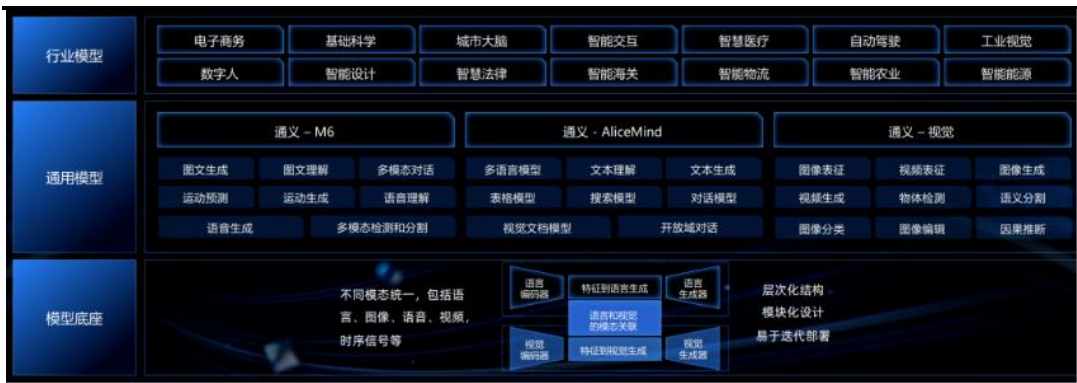 行业模型
电子商务 基础科学 城市大脑 智能交互 智慧医疗 自动驾驶 工业视觉
数字人 智能设计 智慧法律 智能海关 智能物流 智能农业 智能能源
通用模型
通义 – M6 通义 - AliceMind 通义 – 视觉
图文生成 图文理解 多模态对话 多语言模型 文本理解 文本生成 图像表征 视频表征 图像生成
运动预测 运动生成 语音理解 表格模型 搜索模型 对话模型 视频生成 物体检测 语义分割
语音生成 多模态检测和分割 视觉文档模型 开放域对话 图像分类 图像编辑 因果推断
模型底座
不同模态统一，包括语
言、图像、语音、视频，
时序信号等
语言
编码器
特征到语言生成
语言
生成器
语言和视觉
的模态关联
视觉
编码器
特征到视觉生成
视觉
生成器
层次化结构
模块化设计
易于迭代部署